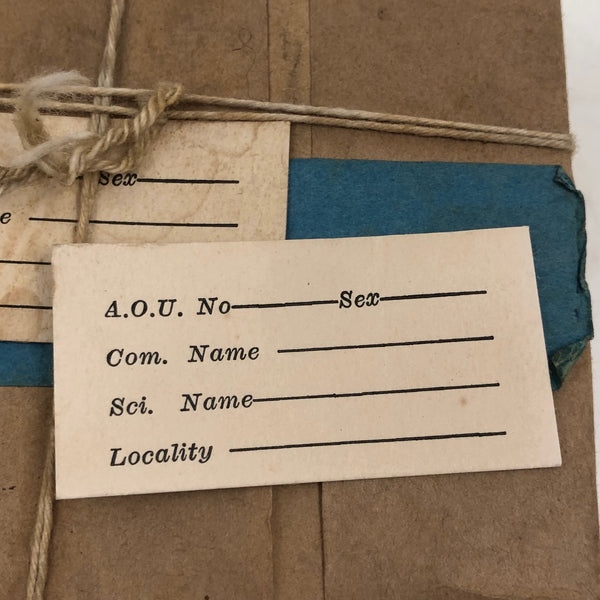 Sex
e
A.O.U. No Sex
Com. Name
Sci. Name
Locality